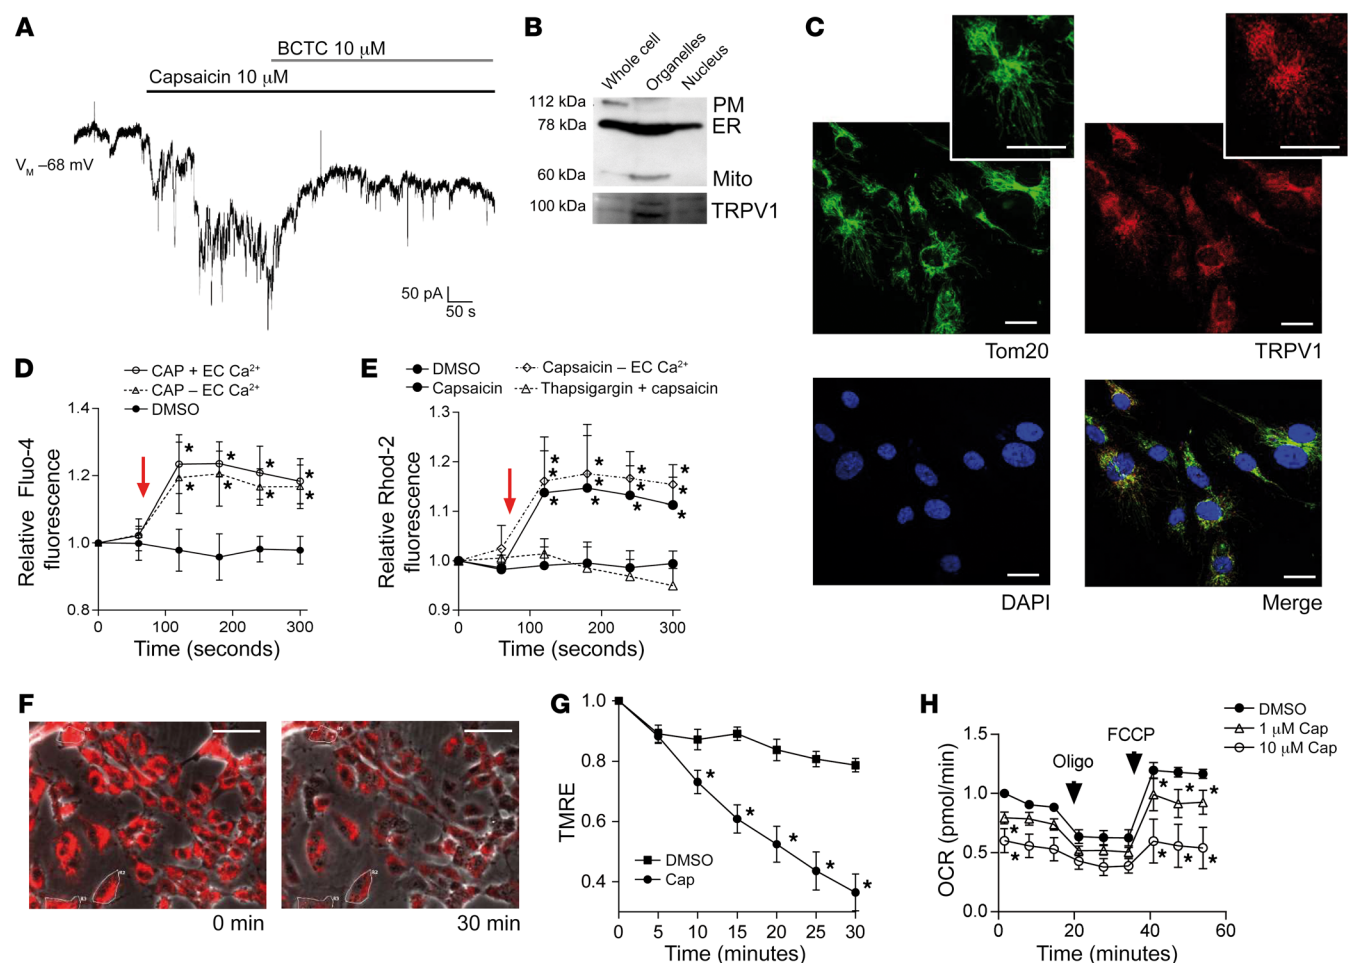 A
BCTC 10 μM
Capsaicin 10 μM
V_M –68 mV
50 pA
50 s
B
Whole cell
Organelles
Nucleus
112 kDa
PM
78 kDa
ER
60 kDa
Mito
100 kDa
TRPV1
C
Tom20
TRPV1
DAPI
Merge
D
CAP + EC Ca²⁺
CAP – EC Ca²⁺
DMSO
Relative Fluo-4
fluorescence
1.4
1.2
1.0
0.8
* * * *
* * * *
0 100 200 300
Time (seconds)
E
DMSO
Capsaicin
Capsaicin – EC Ca²⁺
Thapsigargin + capsaicin
Relative Rhod-2
fluorescence
1.3
1.2
1.1
1.0
0.9
* * * *
* * * *
* * * *
0 100 200 300
Time (seconds)
F
0 min
30 min
G
TMRE
1.0
0.8
0.6
0.4
* * * * *
DMSO
Cap
0 5 10 15 20 25 30
Time (minutes)
H
DMSO
1 μM Cap
10 μM Cap
OCR (pmol/min)
1.5
1.0
0.5
0.0
Oligo
FCCP
* * * *
* * * *
0 20 40 60
Time (minutes)